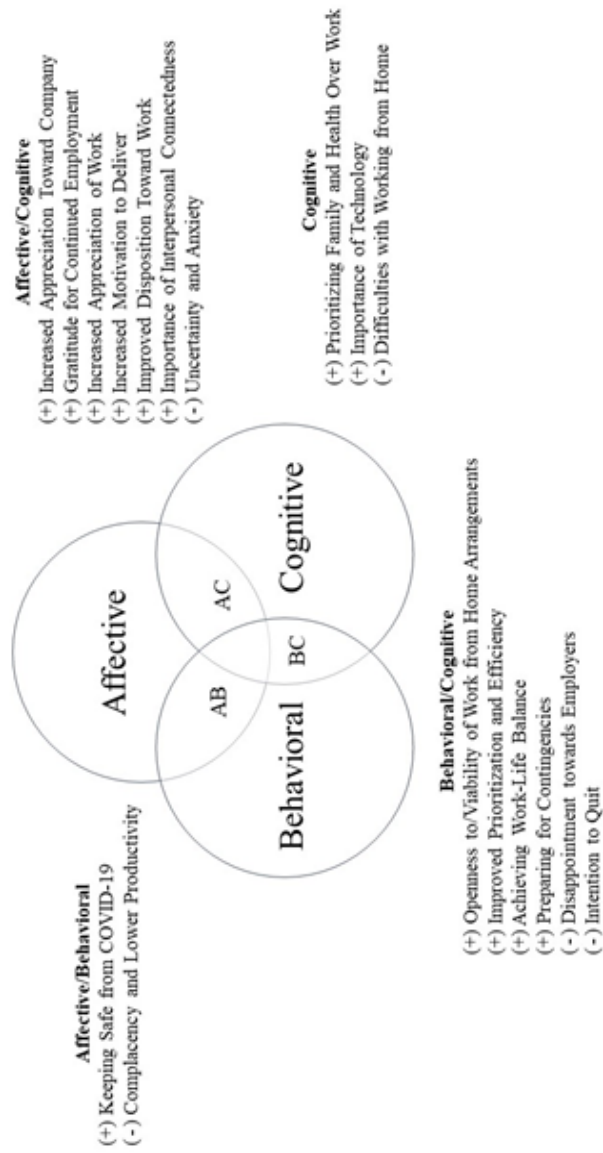 Affective/Behavioral
(+) Keeping Safe from COVID-19
(-) Complacency and Lower Productivity
Affective/Cognitive
(+) Increased Appreciation Toward Company
(+) Gratitude for Continued Employment
(+) Increased Appreciation of Work
(+) Increased Motivation to Deliver
(+) Improved Disposition Toward Work
(+) Importance of Interpersonal Connectedness
(-) Uncertainty and Anxiety
Affective
AB
AC
Behavioral
BC
Cognitive
Behavioral/Cognitive
(+) Openness to/Viability of Work from Home Arrangements
(+) Improved Prioritization and Efficiency
(+) Achieving Work-Life Balance
(+) Preparing for Contingencies
(-) Disappointment towards Employers
(-) Intention to Quit
Cognitive
(+) Prioritizing Family and Health Over Work
(+) Importance of Technology
(-) Difficulties with Working from Home